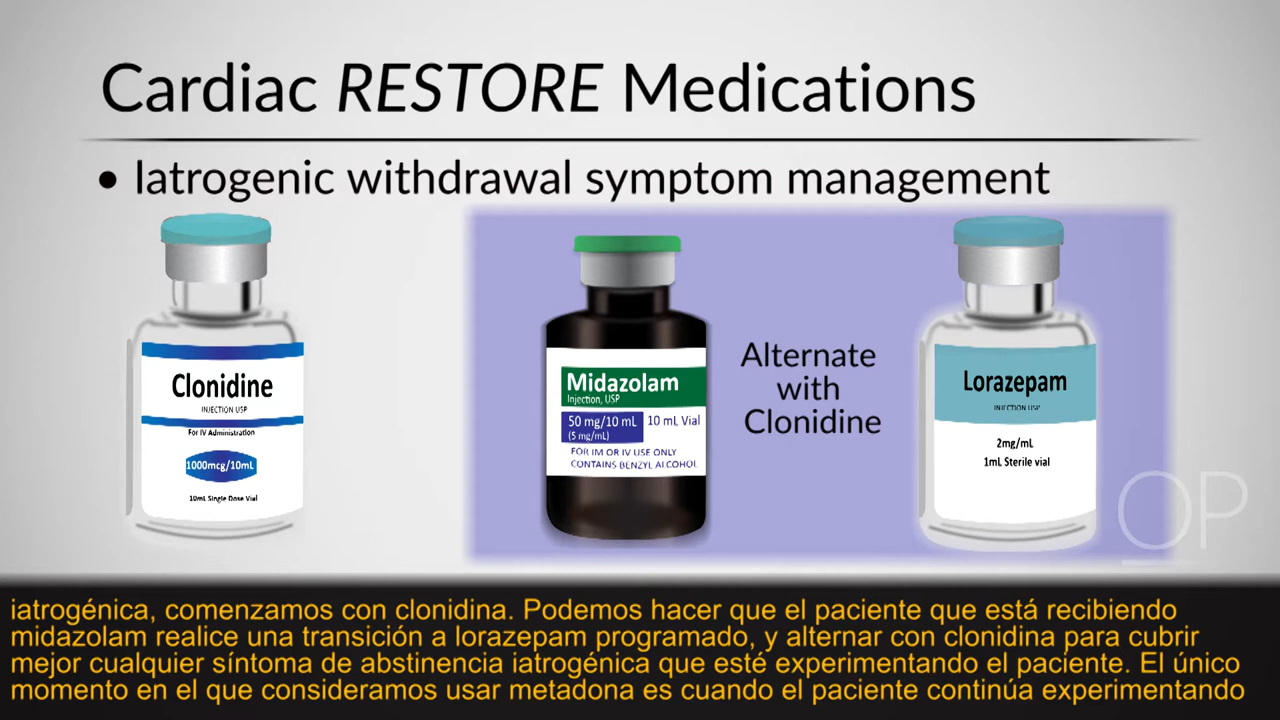 Cardiac RESTORE Medications
• Iatrogenic withdrawal symptom management
Clonidine
INJECTION USP
For IV Administration
1000mcg/10mL
10mL Single Dose Vial
Midazolam
Injection, USP
50 mg/10 mL 10 mL Vial
(5 mg/mL)
FOR IM OR IV USE ONLY
CONTAINS BENZYL ALCOHOL
Alternate
with
Clonidine
Lorazepam
INJECTION USP
2mg/mL
1mL Sterile vial
OP
iatrogénica, comenzamos con clonidina. Podemos hacer que el paciente que está recibiendo
midazolam realice una transición a lorazepam programado, y alternar con clonidina para cubrir
mejor cualquier síntoma de abstinencia iatrogénica que esté experimentando el paciente. El único
momento en el que consideramos usar metadona es cuando el paciente continúa experimentando